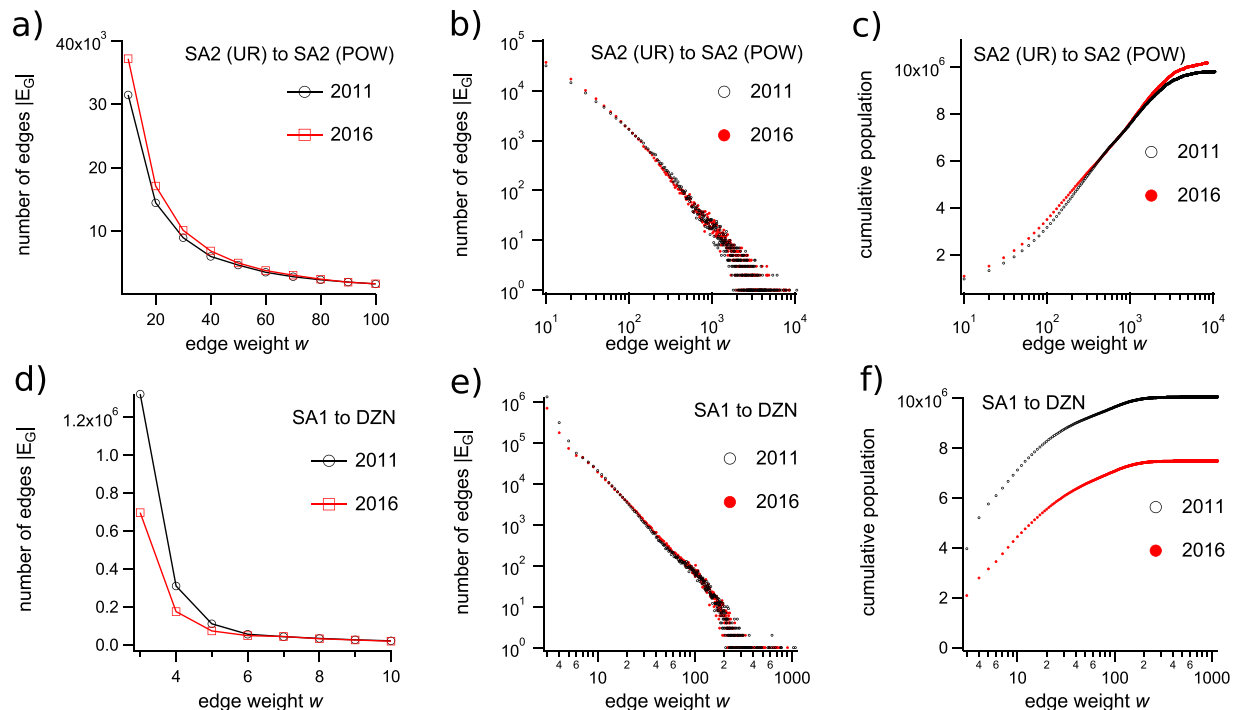 a)
SA2 (UR) to SA2 (POW)
2011
2016
number of edges |E_G|
40x10³
30
20
10
20 40 60 80 100
edge weight w
b)
SA2 (UR) to SA2 (POW)
2011
2016
number of edges |E_G|
10⁵
10⁴
10³
10²
10¹
10⁰
10¹ 10² 10³ 10⁴
edge weight w
c)
SA2 (UR) to SA2 (POW)
2011
2016
cumulative population
10x10⁶
8
6
4
2
10¹ 10² 10³ 10⁴
edge weight w
d)
SA1 to DZN
2011
2016
number of edges |E_G|
1.2x10⁶
1.0
0.8
0.6
0.4
0.2
0.0
4 6 8 10
edge weight w
e)
SA1 to DZN
2011
2016
number of edges |E_G|
10⁶
10⁵
10⁴
10³
10²
10¹
10⁰
4 6 10 2 4 6 100 2 4 6 1000
edge weight w
f)
SA1 to DZN
2011
2016
cumulative population
10x10⁶
8
6
4
2
0
4 6 10 2 4 6 100 2 4 6 1000
edge weight w